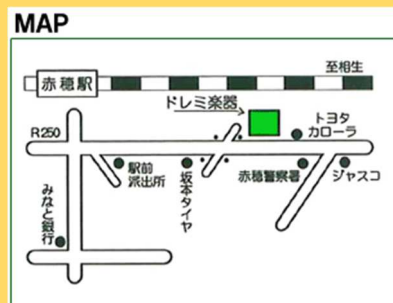 MAP
至相生
赤穂駅
ドレミ楽器
トヨタ
カローラ
R250
駅前
派出所
坂本タイヤ
赤穂警察署
ジャスコ
みなと銀行